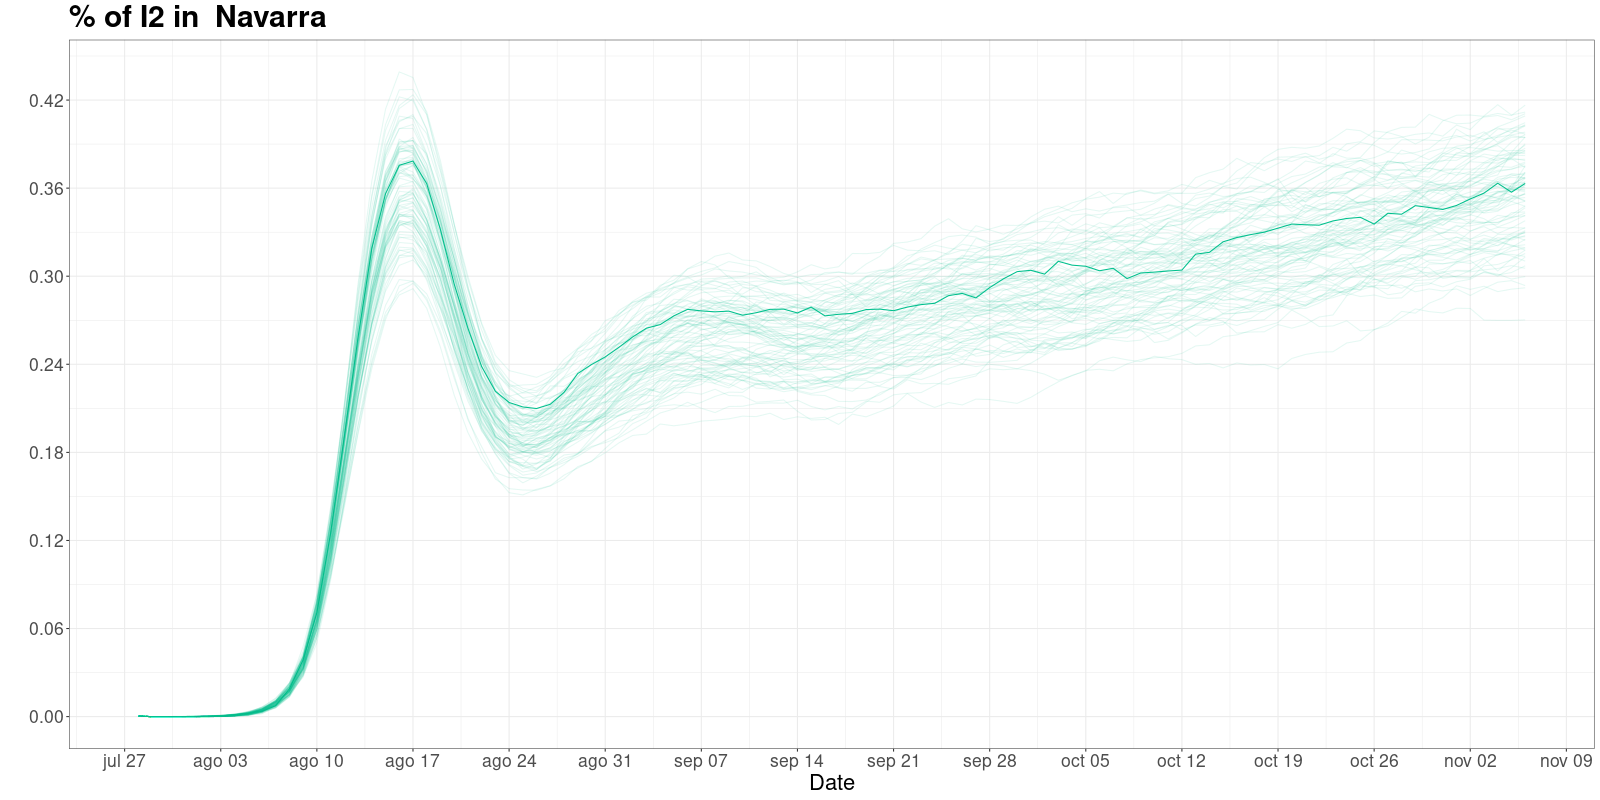 % of I2 in  Navarra
0.42
0.36
0.30
0.24
0.18
0.12
0.06
0.00
jul 27 ago 03 ago 10 ago 17 ago 24 ago 31 sep 07 sep 14 sep 21 sep 28 oct 05 oct 12 oct 19 oct 26 nov 02 nov 09
Date